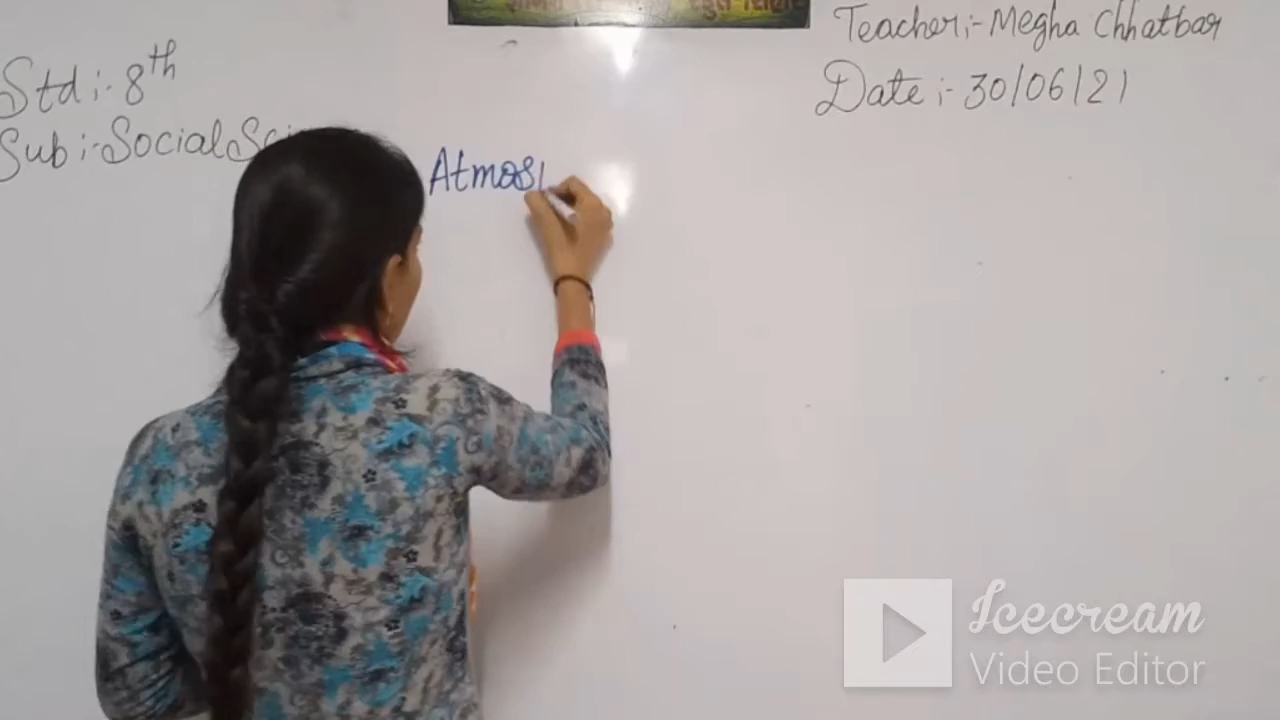 Teacher:- Megha Chhatbar
Std:- 8th
Date:- 30/06/21
Sub:- Social
Atmos
Icecream
Video Editor